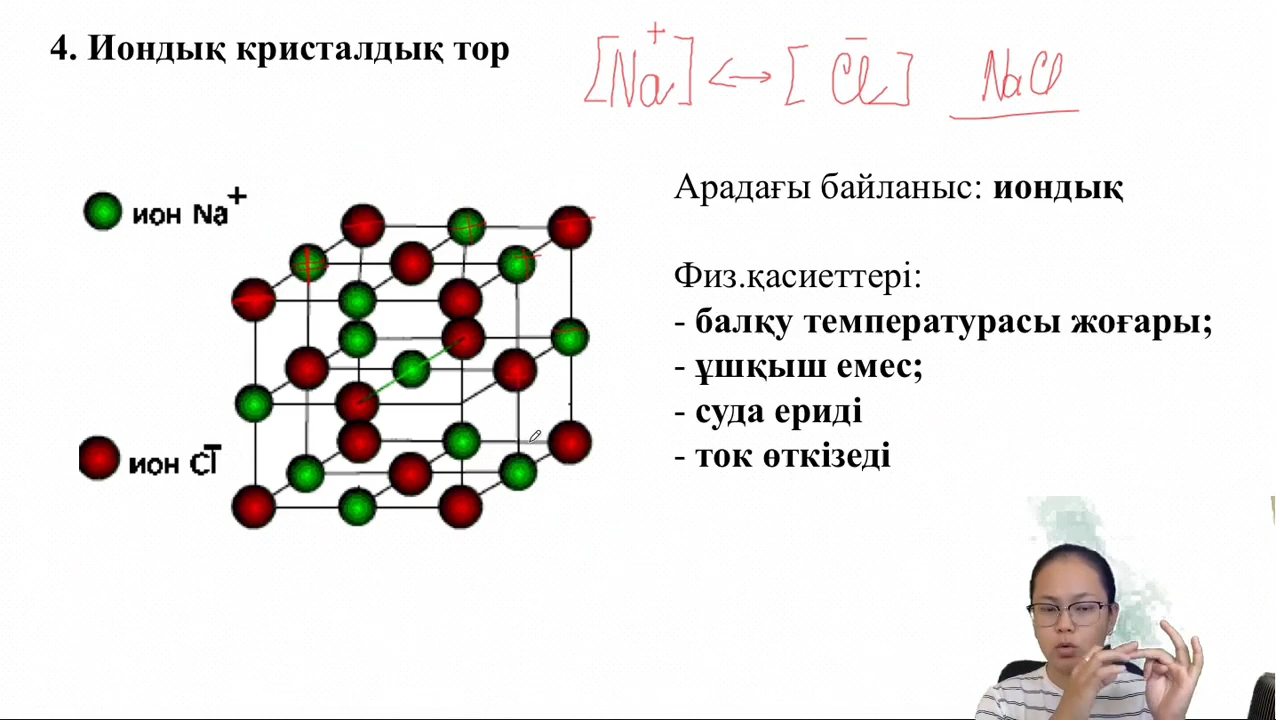 4. Иондық кристалдық тор
[Na⁺] <-> [Cl⁻] NaCl
ион Na⁺
ион Cl⁻
Арадағы байланыс: иондық
Физ.қасиеттері:
- балқу температурасы жоғары;
- ұшқыш емес;
- суда ериді
- ток өткізеді